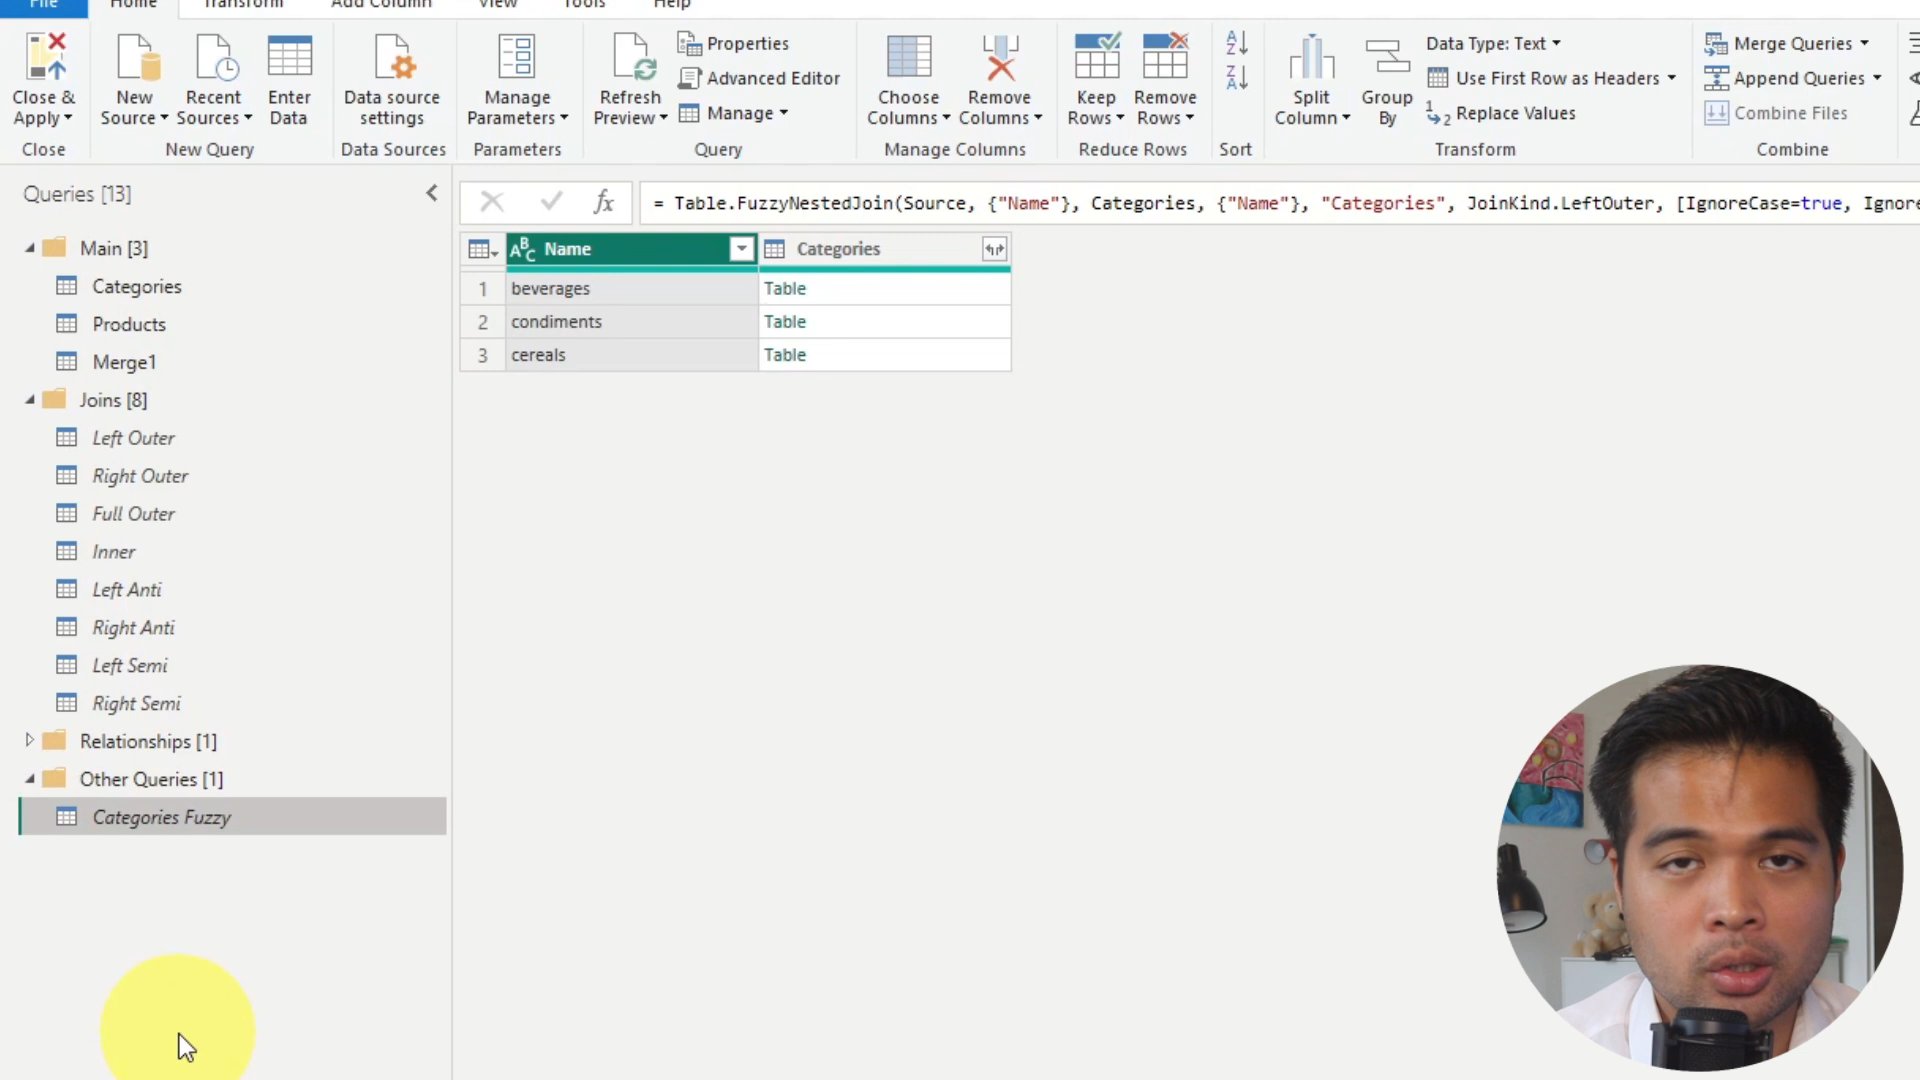 File Home Transform Add Column View Tools Help
Close & Apply
New Source
Recent Sources
Enter Data
Data source settings
Manage Parameters
Refresh Preview
Properties
Advanced Editor
Manage
Choose Columns
Remove Columns
Keep Rows
Remove Rows
Split Column
Group By
Data Type: Text
Use First Row as Headers
Replace Values
Merge Queries
Append Queries
Combine Files
Close New Query Data Sources Parameters Query Manage Columns Reduce Rows Sort Transform Combine
Queries [13]
fx = Table.FuzzyNestedJoin(Source, {"Name"}, Categories, {"Name"}, "Categories", JoinKind.LeftOuter, [IgnoreCase=true, Ignore
Main [3]
Categories
Products
Merge1
Joins [8]
Left Outer
Right Outer
Full Outer
Inner
Left Anti
Right Anti
Left Semi
Right Semi
Relationships [1]
Other Queries [1]
Categories Fuzzy
ABC Name Categories
1 beverages Table
2 condiments Table
3 cereals Table